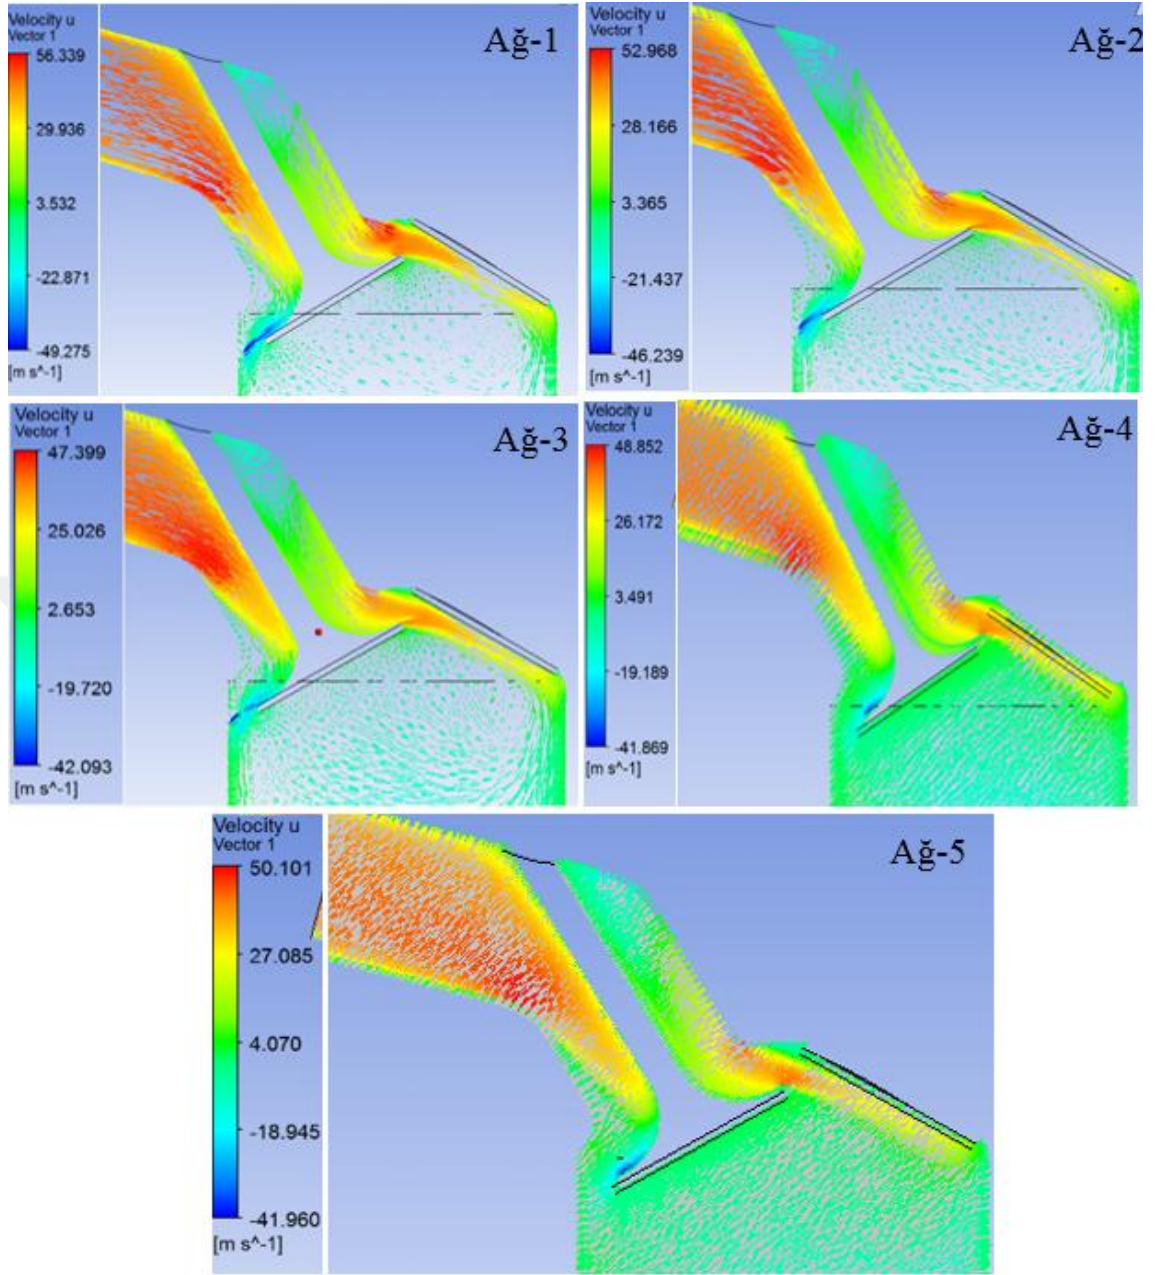 Velocity u
Vector 1
56.339
29.936
3.532
-22.871
-49.275
[m s^-1]
Ağ-1
Velocity u
Vector 1
52.968
28.166
3.365
-21.437
-46.239
[m s^-1]
Ağ-2
Velocity u
Vector 1
47.399
25.026
2.653
-19.720
-42.093
[m s^-1]
Ağ-3
Velocity u
Vector 1
48.852
26.172
3.491
-19.189
-41.869
[m s^-1]
Ağ-4
Velocity u
Vector 1
50.101
27.085
4.070
-18.945
-41.960
[m s^-1]
Ağ-5